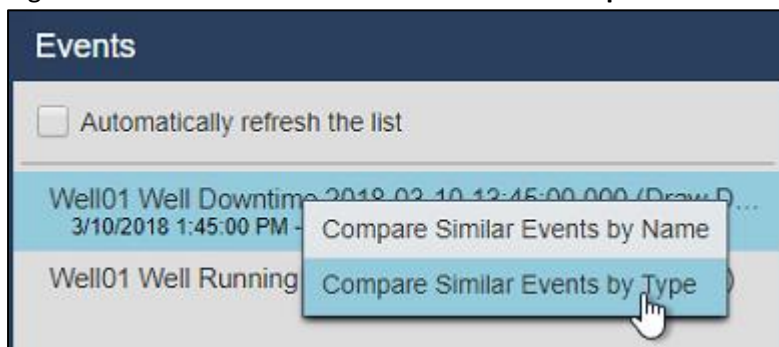 Events
Automatically refresh the list
Well01 Well Downtime 2018-03-10 13:45:00.000 (Draw D...
3/10/2018 1:45:00 PM -
Compare Similar Events by Name
Well01 Well Running
Compare Similar Events by Type